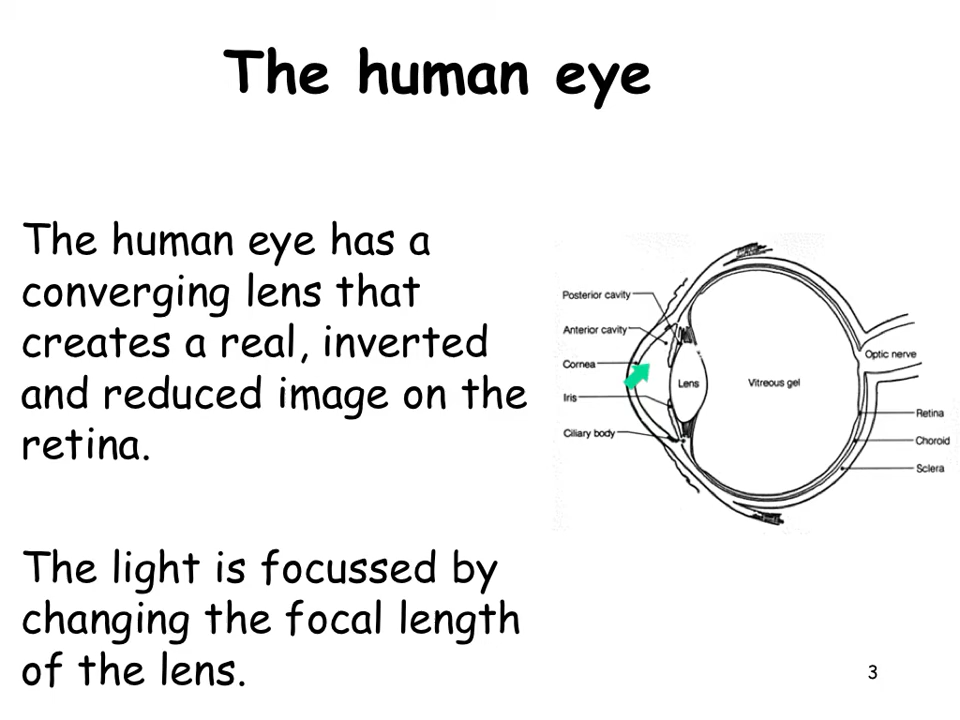 The human eye
The human eye has a
converging lens that
creates a real, inverted
and reduced image on the
retina.
The light is focussed by
changing the focal length
of the lens.
Posterior cavity
Anterior cavity
Cornea
Iris
Ciliary body
Lens
Vitreous gel
Optic nerve
Retina
Choroid
Sclera
3